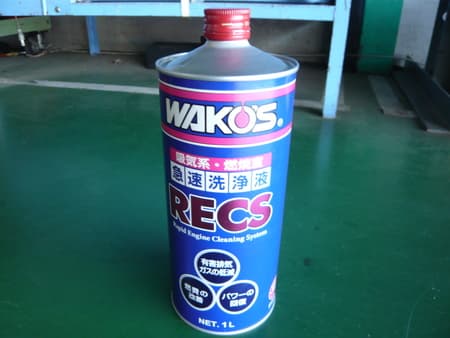 WAKO'S®
吸気系・燃焼室
急速洗浄液
RECS
Rapid Engine Cleaning System
有害排気
ガスの低減
燃費の
改善
パワーの
回復
NET. 1L